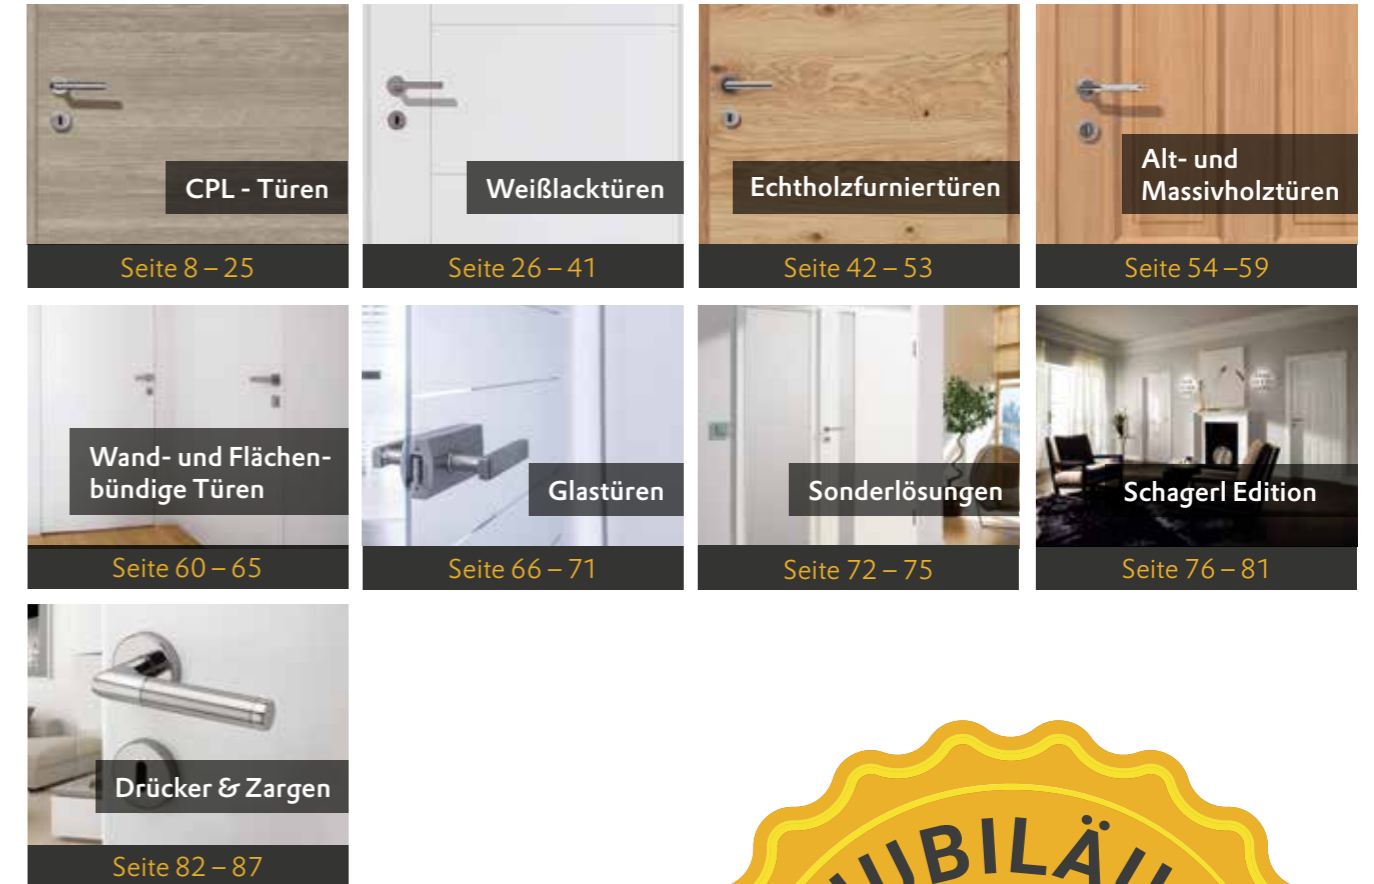 CPL - Türen
Seite 8 – 25
Weißlacktüren
Seite 26 – 41
Echtholzfurniertüren
Seite 42 – 53
Alt- und
Massivholztüren
Seite 54 –59
Wand- und Flächen-
bündige Türen
Seite 60 – 65
Glastüren
Seite 66 – 71
Sonderlösungen
Seite 72 – 75
Schagerl Edition
Seite 76 – 81
Drücker & Zargen
Seite 82 – 87